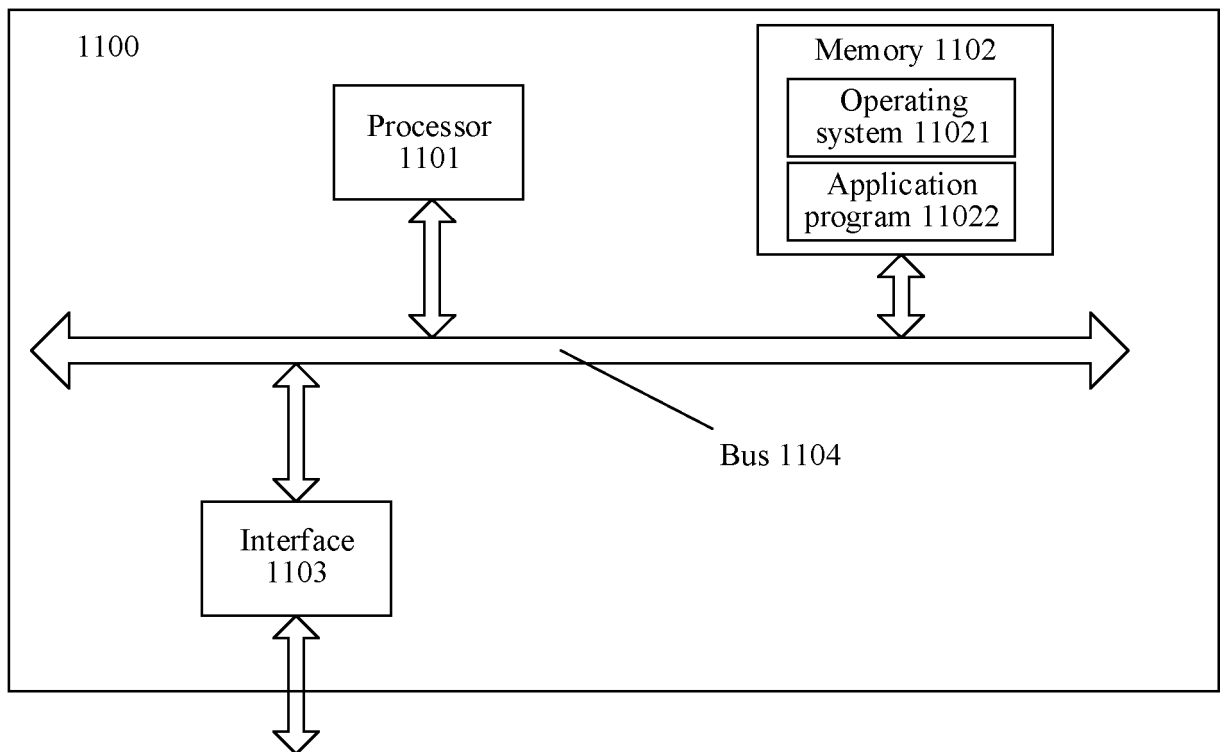 1100
Memory 1102
Operating
system 11021
Application
program 11022
Processor
1101
Bus 1104
Interface
1103